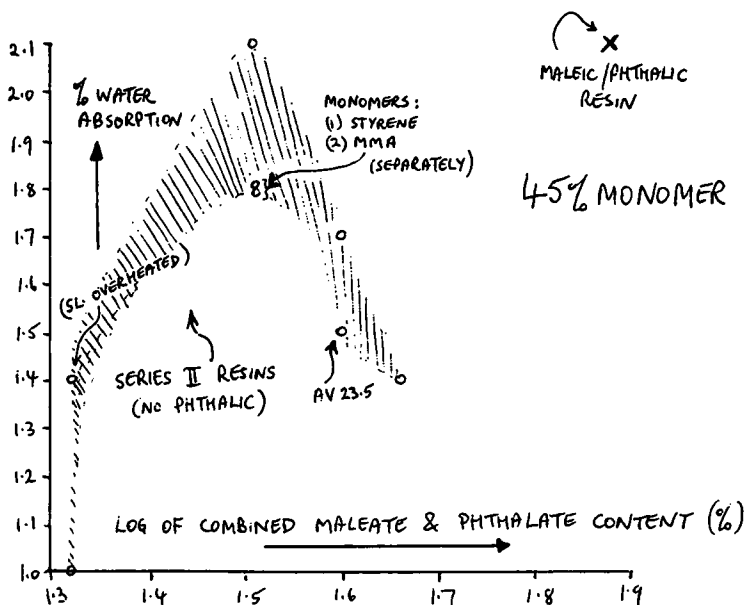 2.1
2.0
1.9
1.8
1.7
1.6
1.5
1.4
1.3
1.2
1.1
1.0
% WATER
ABSORPTION
MONOMERS:
(1) STYRENE
(2) MMA
(SEPARATELY)
MALEIC/PHTHALIC
RESIN
45% MONOMER
(SL. OVERHEATED)
SERIES II RESINS
(NO PHTHALIC)
AV 23.5
LOG OF COMBINED MALEATE & PHTHALATE CONTENT (%)
1.3 1.4 1.5 1.6 1.7 1.8 1.9